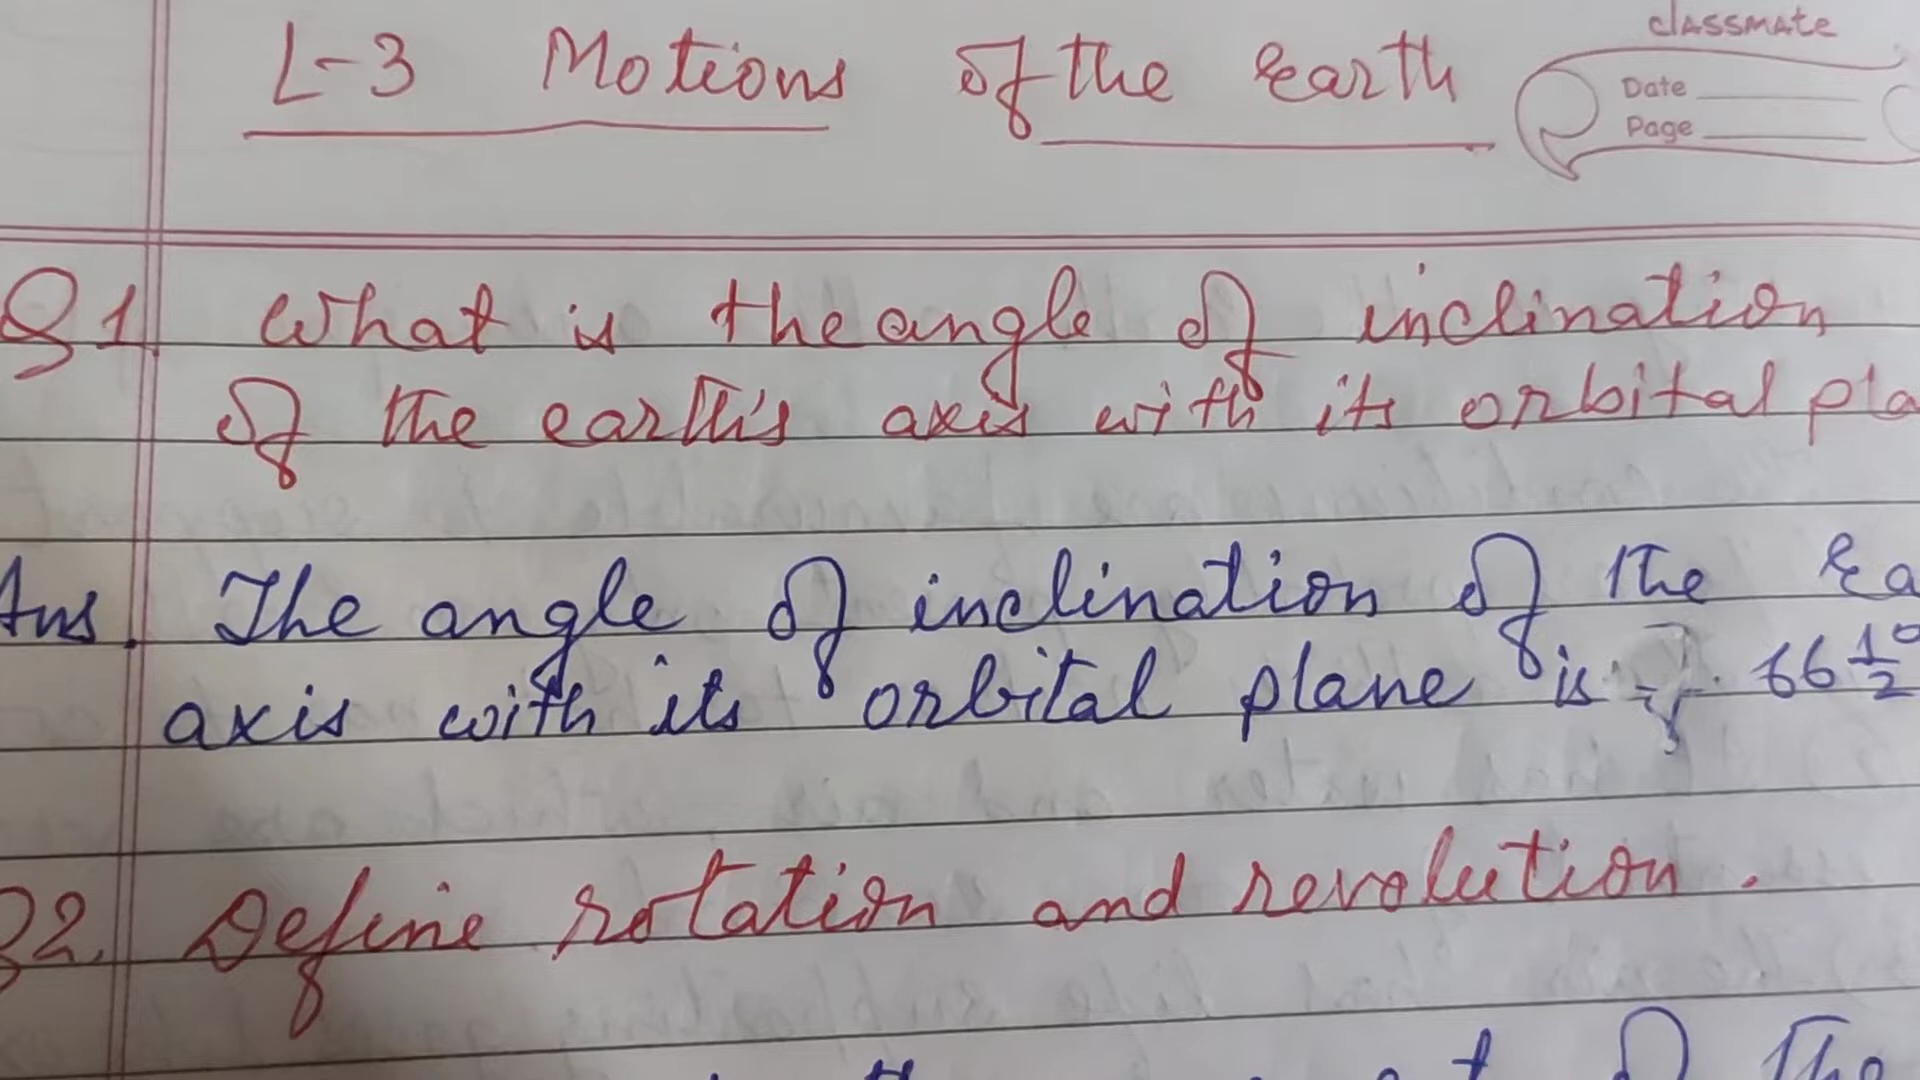 classmate
Date
Page
L-3 Motions of the Earth
Q1 What is the angle of inclination
of the earth's axis with its orbital pla
Ans. The angle of inclination of the Ea
axis with its orbital plane is 66 1/2°
Q2. Define rotation and revolution.